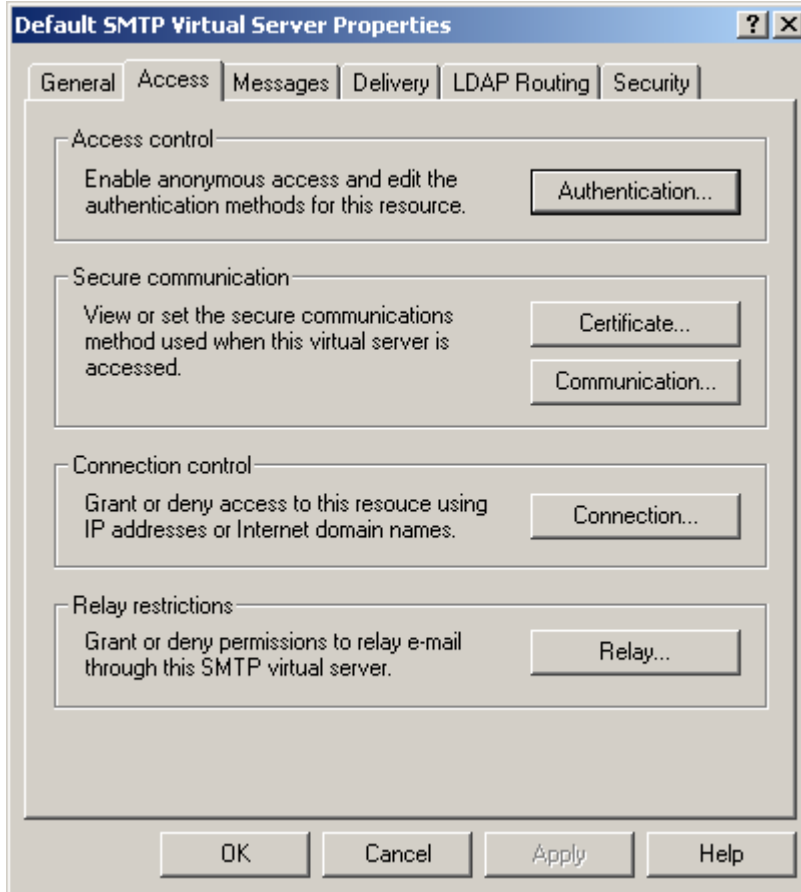 Default SMTP Virtual Server Properties
General Access Messages Delivery LDAP Routing Security
Access control
Enable anonymous access and edit the
authentication methods for this resource.
Authentication...
Secure communication
View or set the secure communications
method used when this virtual server is
accessed.
Certificate...
Communication...
Connection control
Grant or deny access to this resouce using
IP addresses or Internet domain names.
Connection...
Relay restrictions
Grant or deny permissions to relay e-mail
through this SMTP virtual server.
Relay...
OK Cancel Apply Help